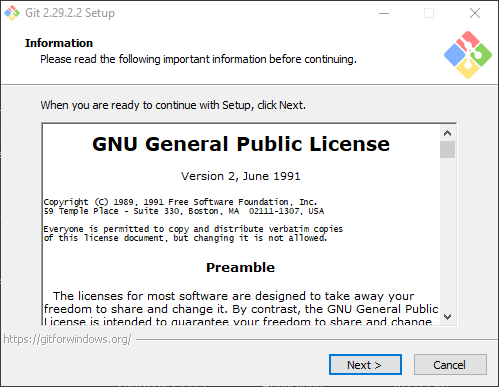 Git 2.29.2.2 Setup
Information
Please read the following important information before continuing.
When you are ready to continue with Setup, click Next.
GNU General Public License
Version 2, June 1991
Copyright (C) 1989, 1991 Free Software Foundation, Inc.
59 Temple Place - Suite 330, Boston, MA  02111-1307, USA
Everyone is permitted to copy and distribute verbatim copies
of this license document, but changing it is not allowed.
Preamble
The licenses for most software are designed to take away your
freedom to share and change it. By contrast, the GNU General Public
License is intended to guarantee your freedom to share and change
https://gitforwindows.org/
Next >
Cancel